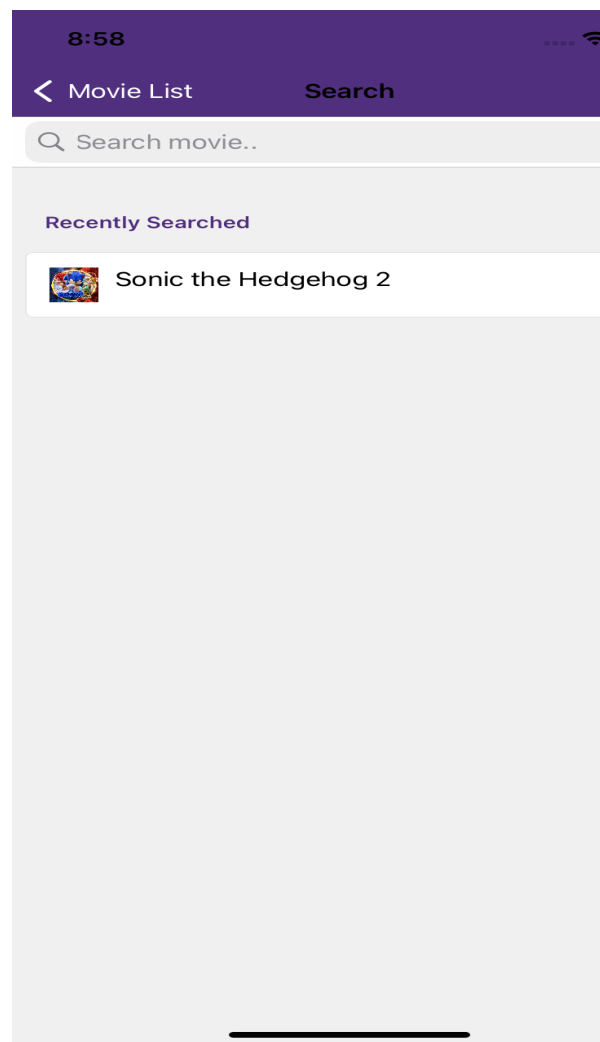 8:58
Movie List Search
Search movie..
Recently Searched
Sonic the Hedgehog 2